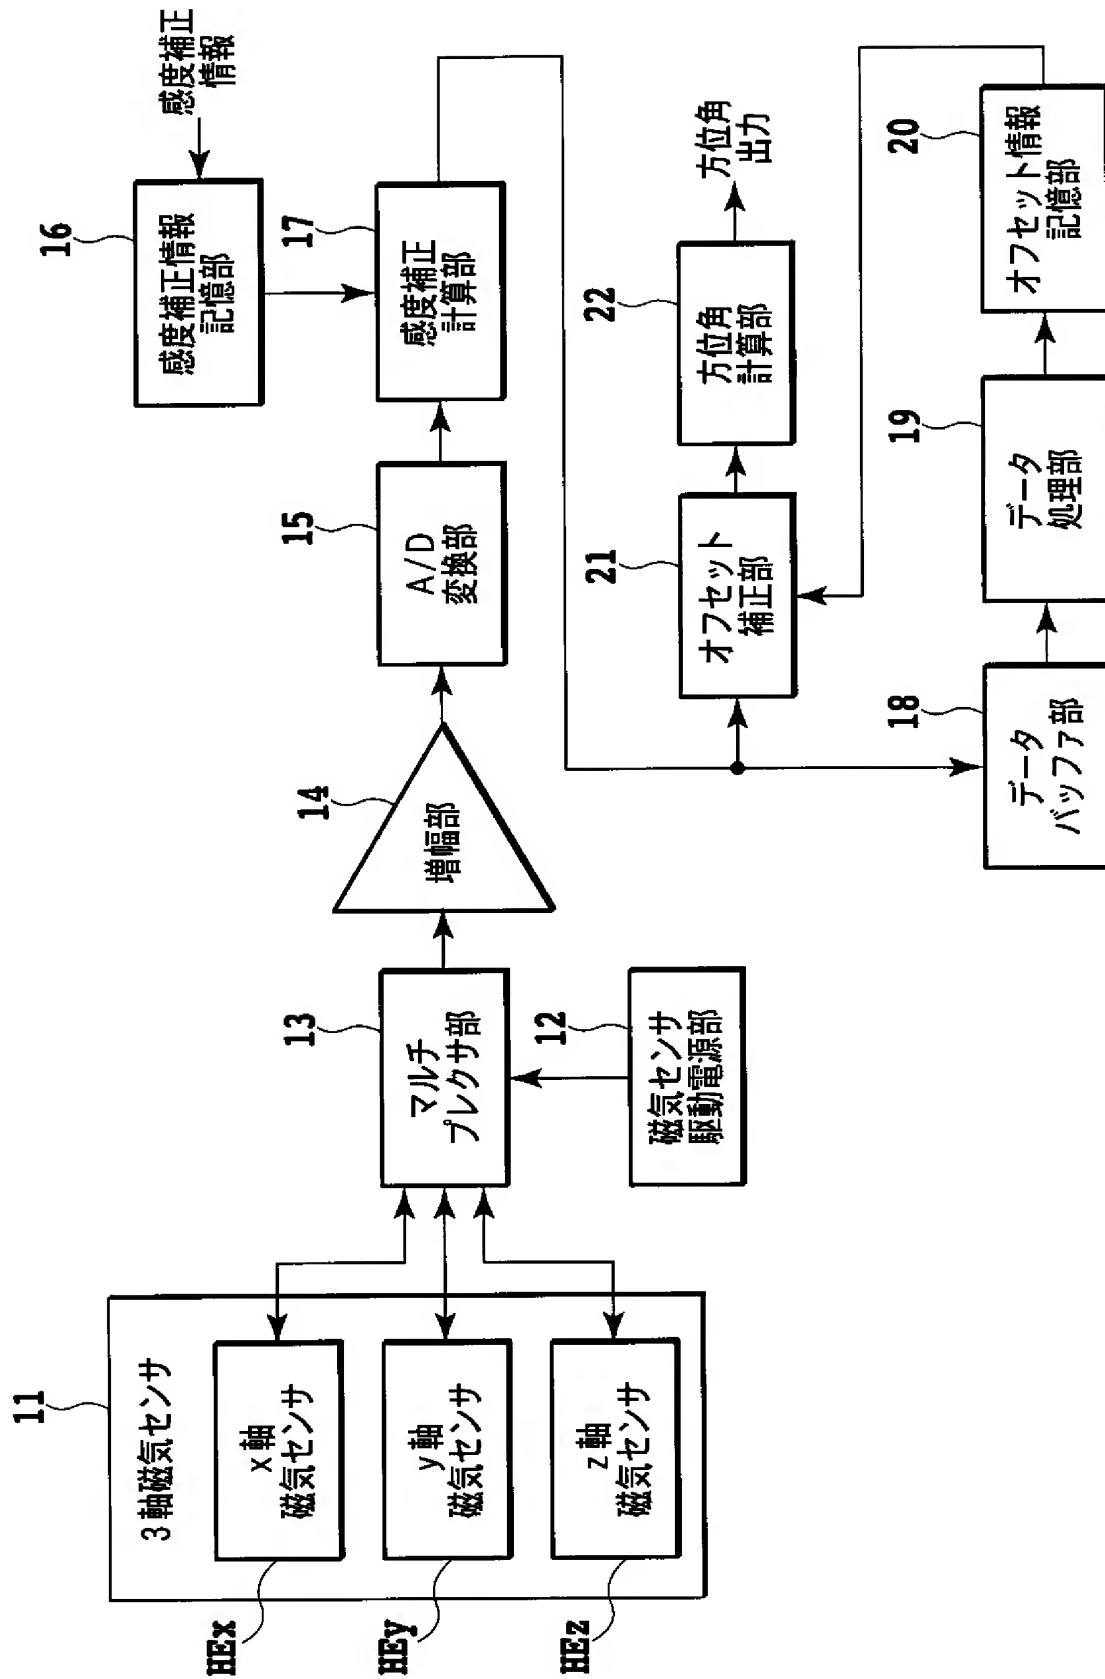 11
3軸磁気センサ
HEx
x軸
磁気センサ
HEy
y軸
磁気センサ
HEz
z軸
磁気センサ
13
マルチ
プレクサ部
12
磁気センサ
駆動電源部
14
増幅部
15
A/D
変換部
16
感度補正情報
記憶部
感度補正
情報
17
感度補正
計算部
21
オフセット
補正部
22
方位角
計算部
方位角
出力
18
データ
バッファ部
19
データ
処理部
20
オフセット情報
記憶部